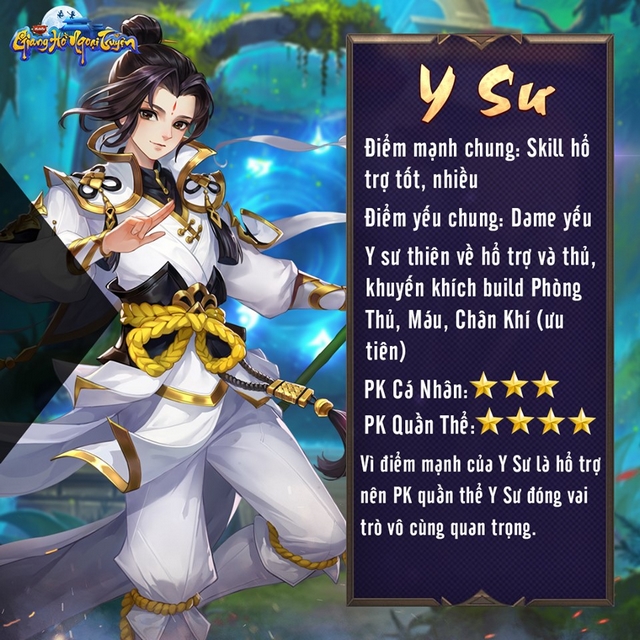 Giang Hồ Ngoại Truyện
Y Sư
Điểm mạnh chung: Skill hổ
trợ tốt, nhiều
Điểm yếu chung: Dame yếu
Y sư thiên về hổ trợ và thủ,
khuyến khích build Phòng
Thủ, Máu, Chân Khí (ưu
tiên)
PK Cá Nhân:
PK Quần Thể:
Vì điểm mạnh của Y Sư là hổ trợ
nên PK quần thể Y Sư đóng vai
trò vô cùng quan trọng.